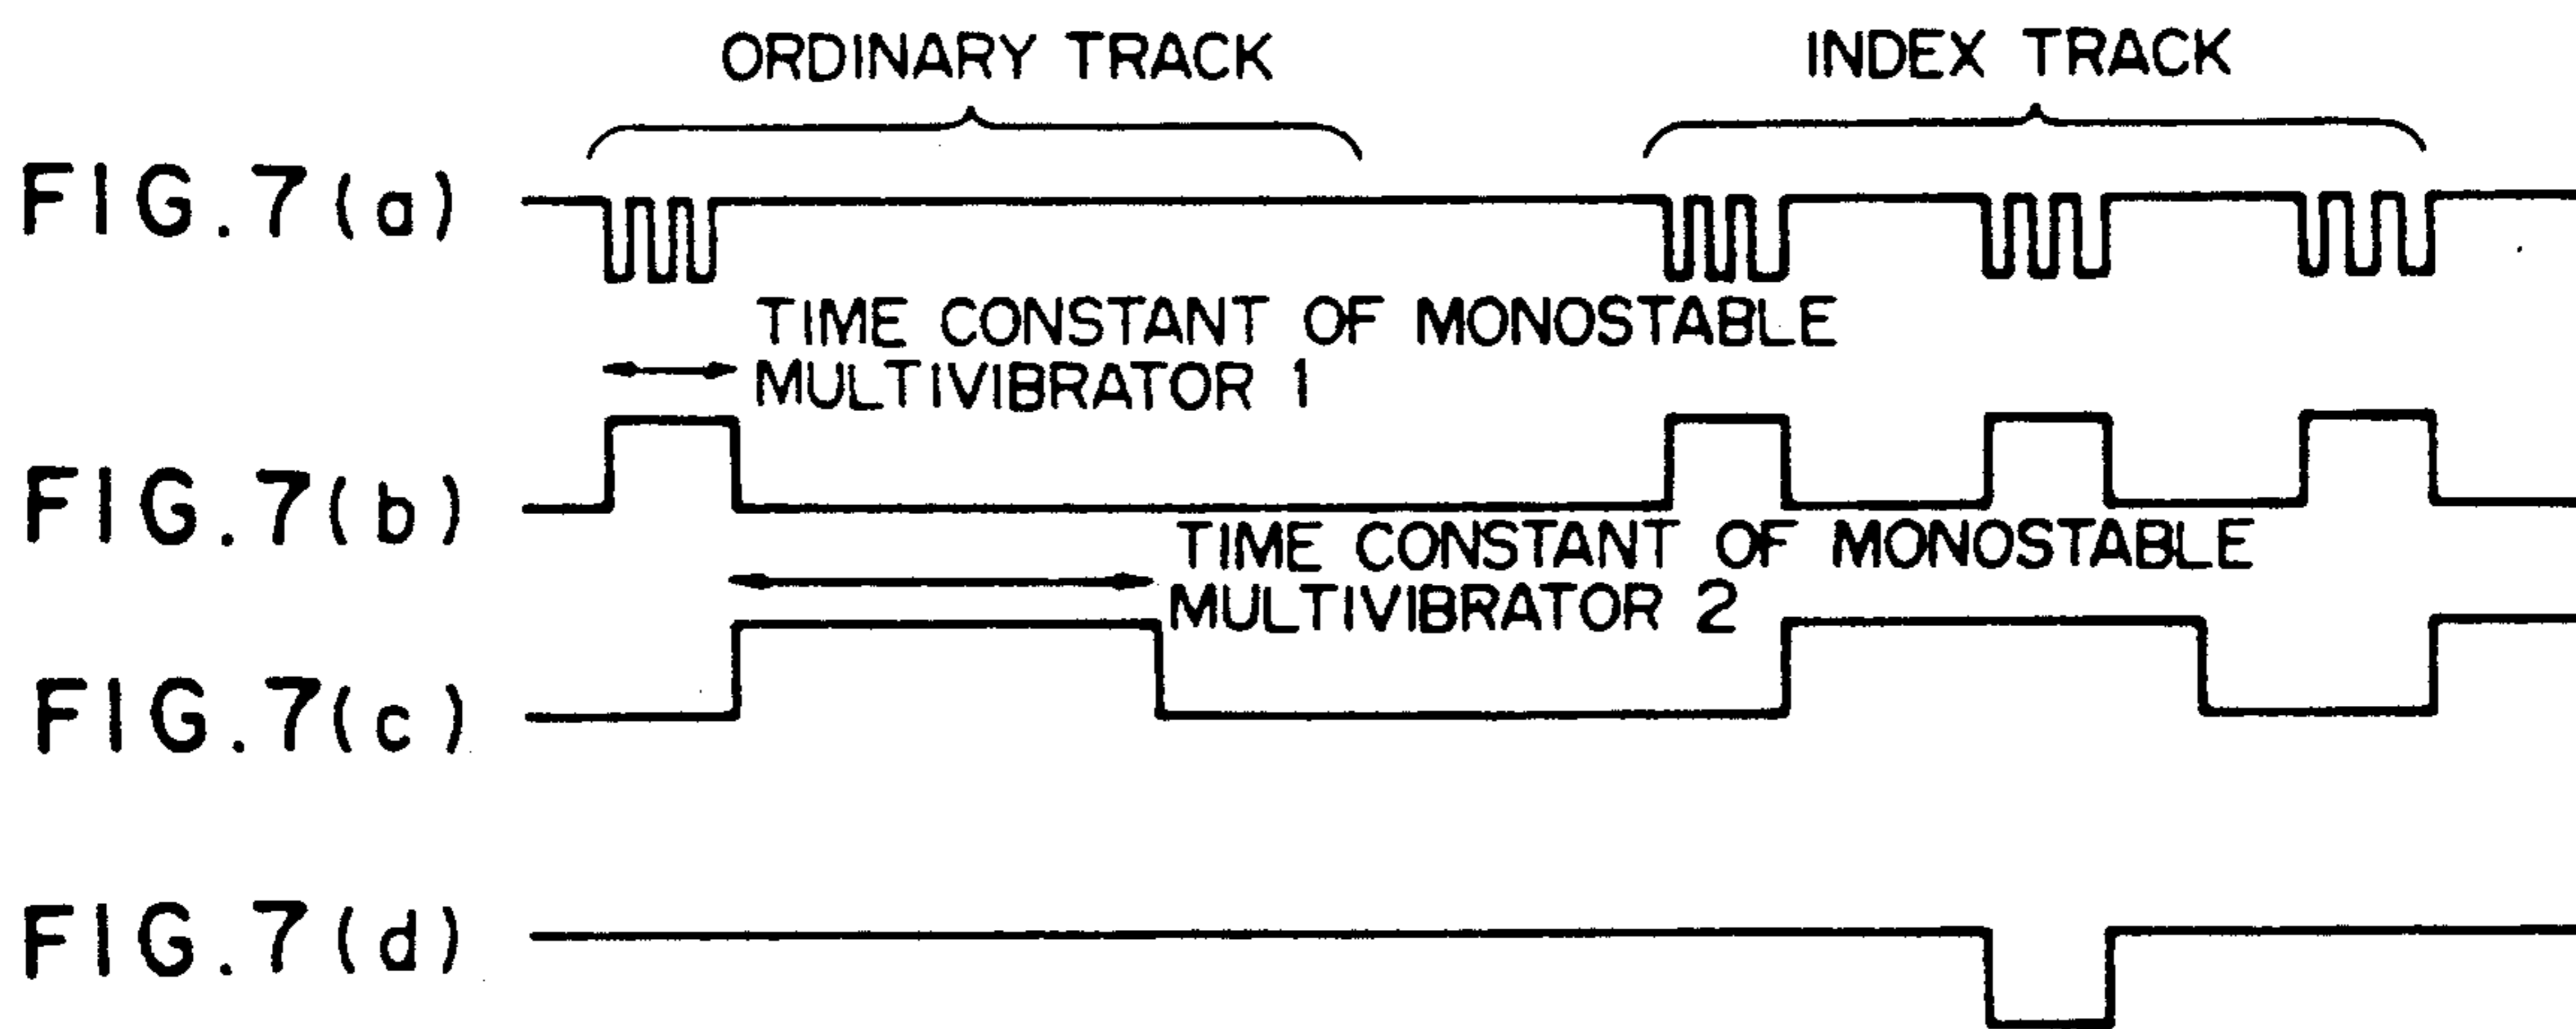 ORDINARY TRACK
INDEX TRACK
FIG.7(a)
TIME CONSTANT OF MONOSTABLE
MULTIVIBRATOR 1
FIG.7(b)
TIME CONSTANT OF MONOSTABLE
MULTIVIBRATOR 2
FIG.7(c)
FIG.7(d)